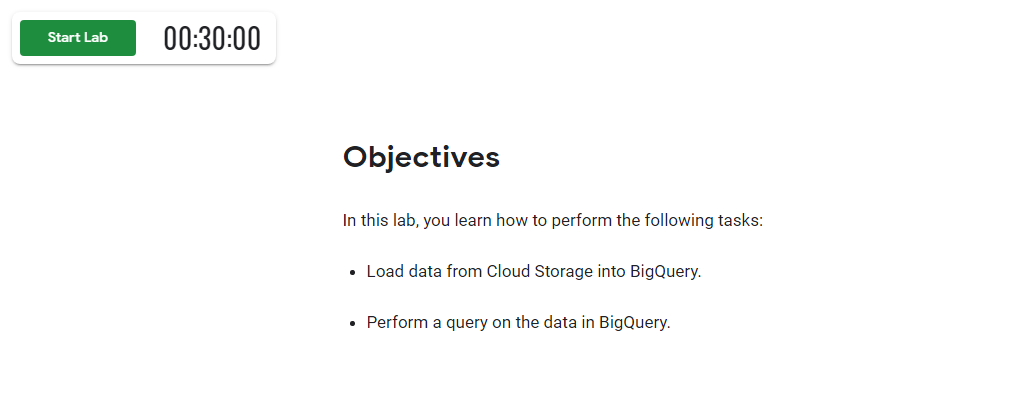 Start Lab 00:30:00
Objectives
In this lab, you learn how to perform the following tasks:
• Load data from Cloud Storage into BigQuery.
• Perform a query on the data in BigQuery.